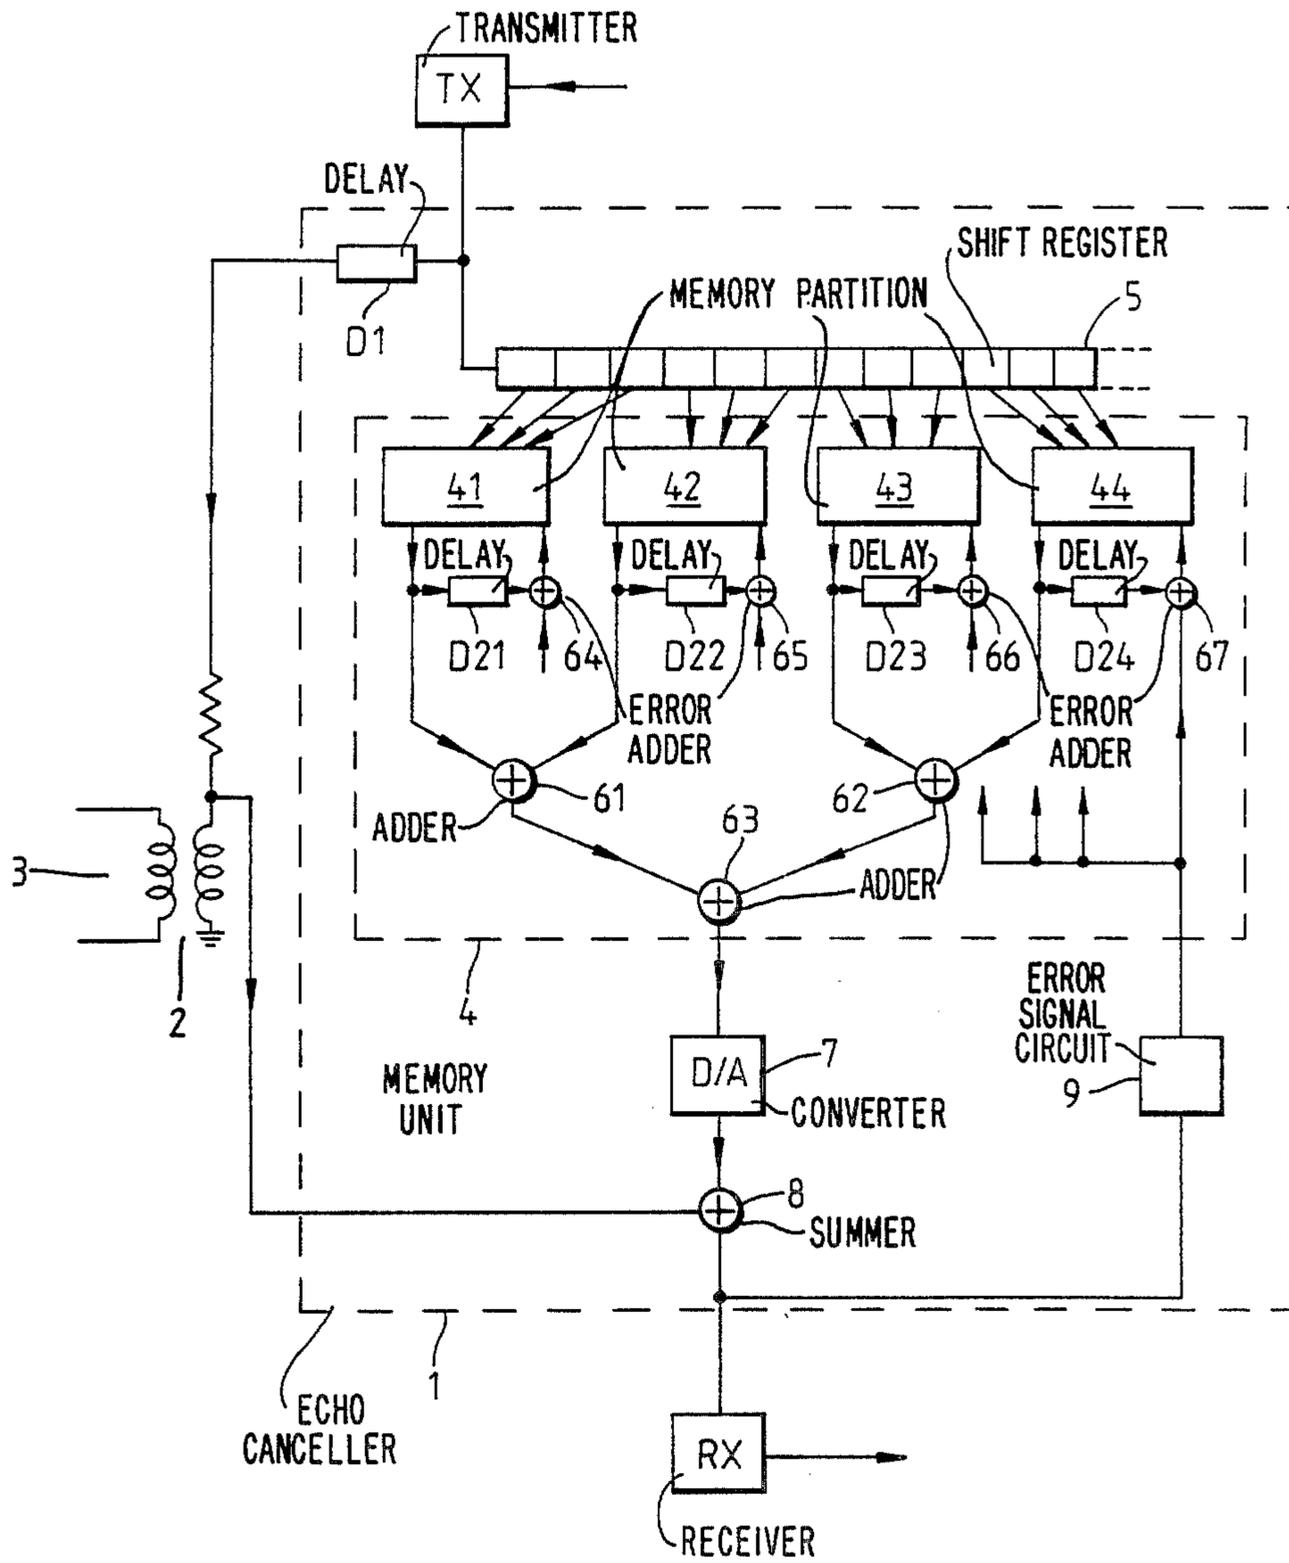 TRANSMITTER
TX
DELAY
D1
SHIFT REGISTER
MEMORY PARTITION
5
41
42
43
44
DELAY
DELAY
DELAY
DELAY
D21
64
D22
65
D23
66
D24
67
ERROR
ADDER
ERROR
ADDER
61
62
ADDER
63
ADDER
3
2
4
ERROR
SIGNAL
CIRCUIT
9
MEMORY
UNIT
D/A
7
CONVERTER
8
SUMMER
1
ECHO
CANCELLER
RX
RECEIVER